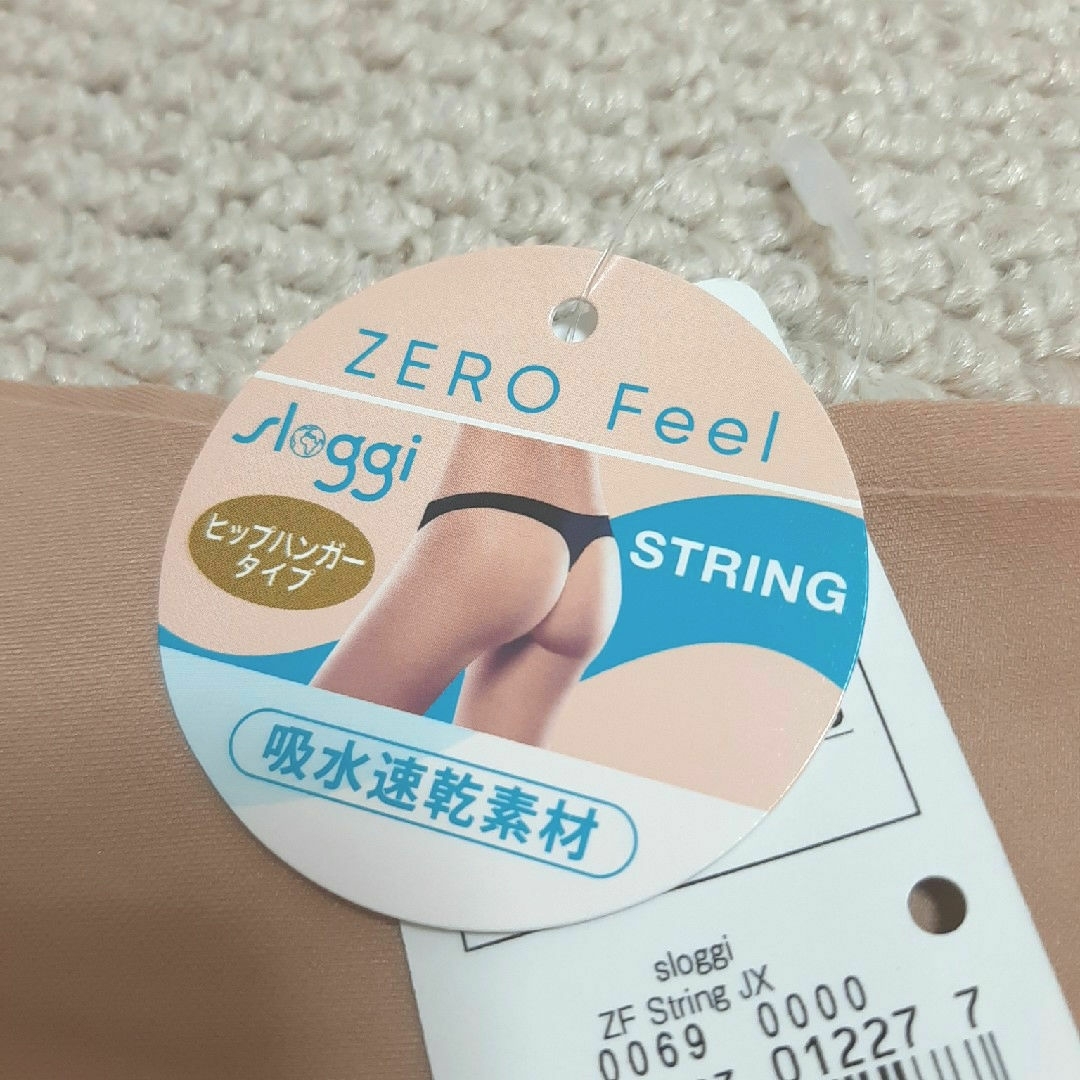 ZERO Feel
sloggi
ヒップハンガー
タイプ
STRING
吸水速乾素材
sloggi
ZF String JX
0069 0000
01227 7